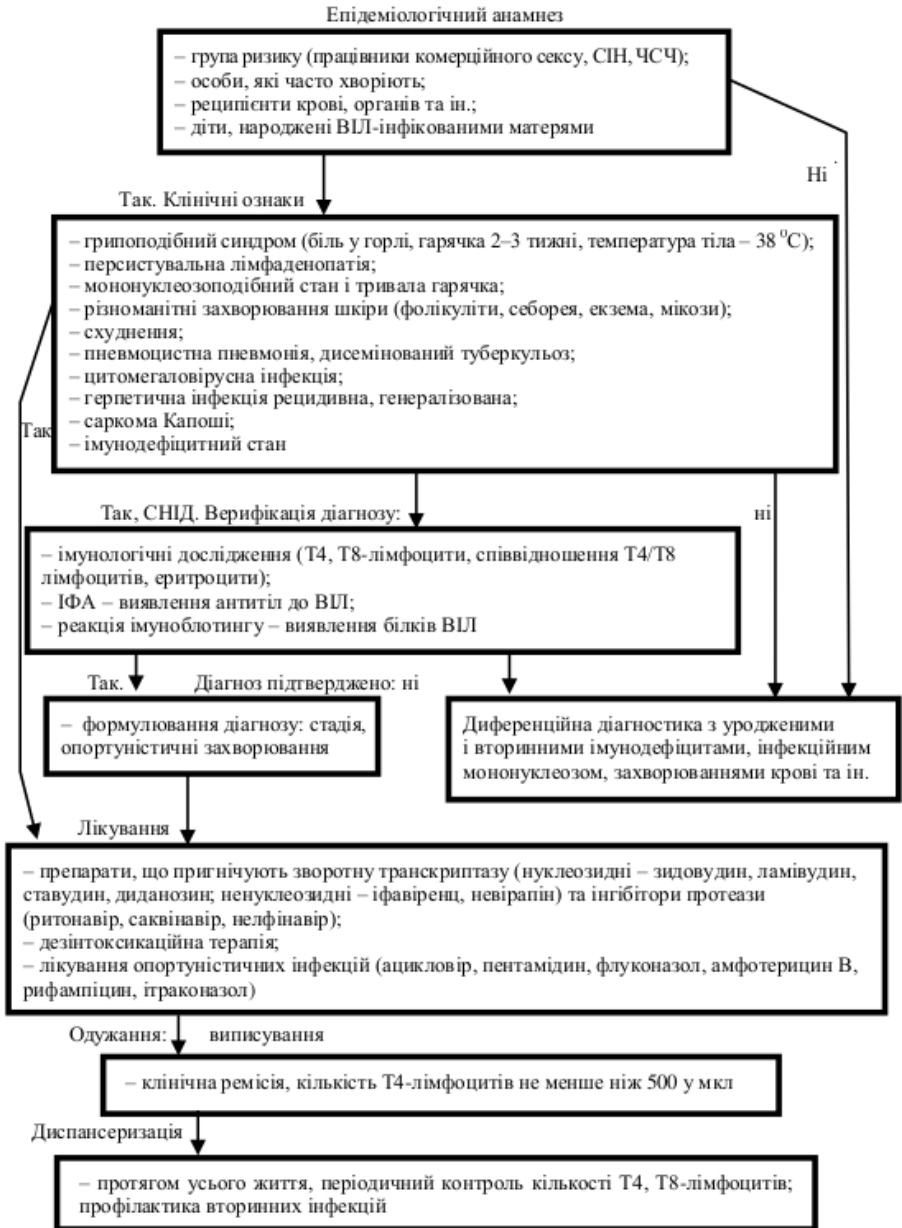 Епідеміологічний анамнез
– група ризику (працівники комерційного сексу, СІН, ЧСЧ);
– особи, які часто хворіють;
– реципієнти крові, органів та ін.;
– діти, народжені ВІЛ-інфікованими матерями
Ні
Так. Клінічні ознаки
– грипоподібний синдром (біль у горлі, гарячка 2–3 тижні, температура тіла – 38 ⁰С);
– персистувальна лімфаденопатія;
– мононуклеозоподібний стан і тривала гарячка;
– різноманітні захворювання шкіри (фолікуліти, себорея, екзема, мікози);
– схуднення;
– пневмоцистна пневмонія, дисемінований туберкульоз;
– цитомегаловірусна інфекція;
– герпетична інфекція рецидивна, генералізована;
– саркома Капоші;
– імунодефіцитний стан
Так
Так, СНІД. Верифікація діагнозу:
ні
– імунологічні дослідження (Т4, Т8-лімфоцити, співвідношення Т4/Т8
лімфоцитів, еритроцити);
– ІФА – виявлення антитіл до ВІЛ;
– реакція імуноблотингу – виявлення білків ВІЛ
Так. Діагноз підтверджено: ні
– формулювання діагнозу: стадія,
опортуністичні захворювання
Диференційна діагностика з уродженими
і вторинними імунодефіцитами, інфекційним
мононуклеозом, захворюваннями крові та ін.
Лікування
– препарати, що пригнічують зворотну транскриптазу (нуклеозидні – зидовудин, ламівудин,
ставудин, диданозин; ненуклеозидні – іфавіренц, невірапін) та інгібітори протеази
(ритонавір, саквінавір, нелфінавір);
– дезінтоксикаційна терапія;
– лікування опортуністичних інфекцій (ацикловір, пентамідин, флуконазол, амфотерицин В,
рифампіцин, ітраконазол)
Одужання: виписування
– клінічна ремісія, кількість Т4-лімфоцитів не менше ніж 500 у мкл
Диспансеризація
– протягом усього життя, періодичний контроль кількості Т4, Т8-лімфоцитів;
профілактика вторинних інфекцій